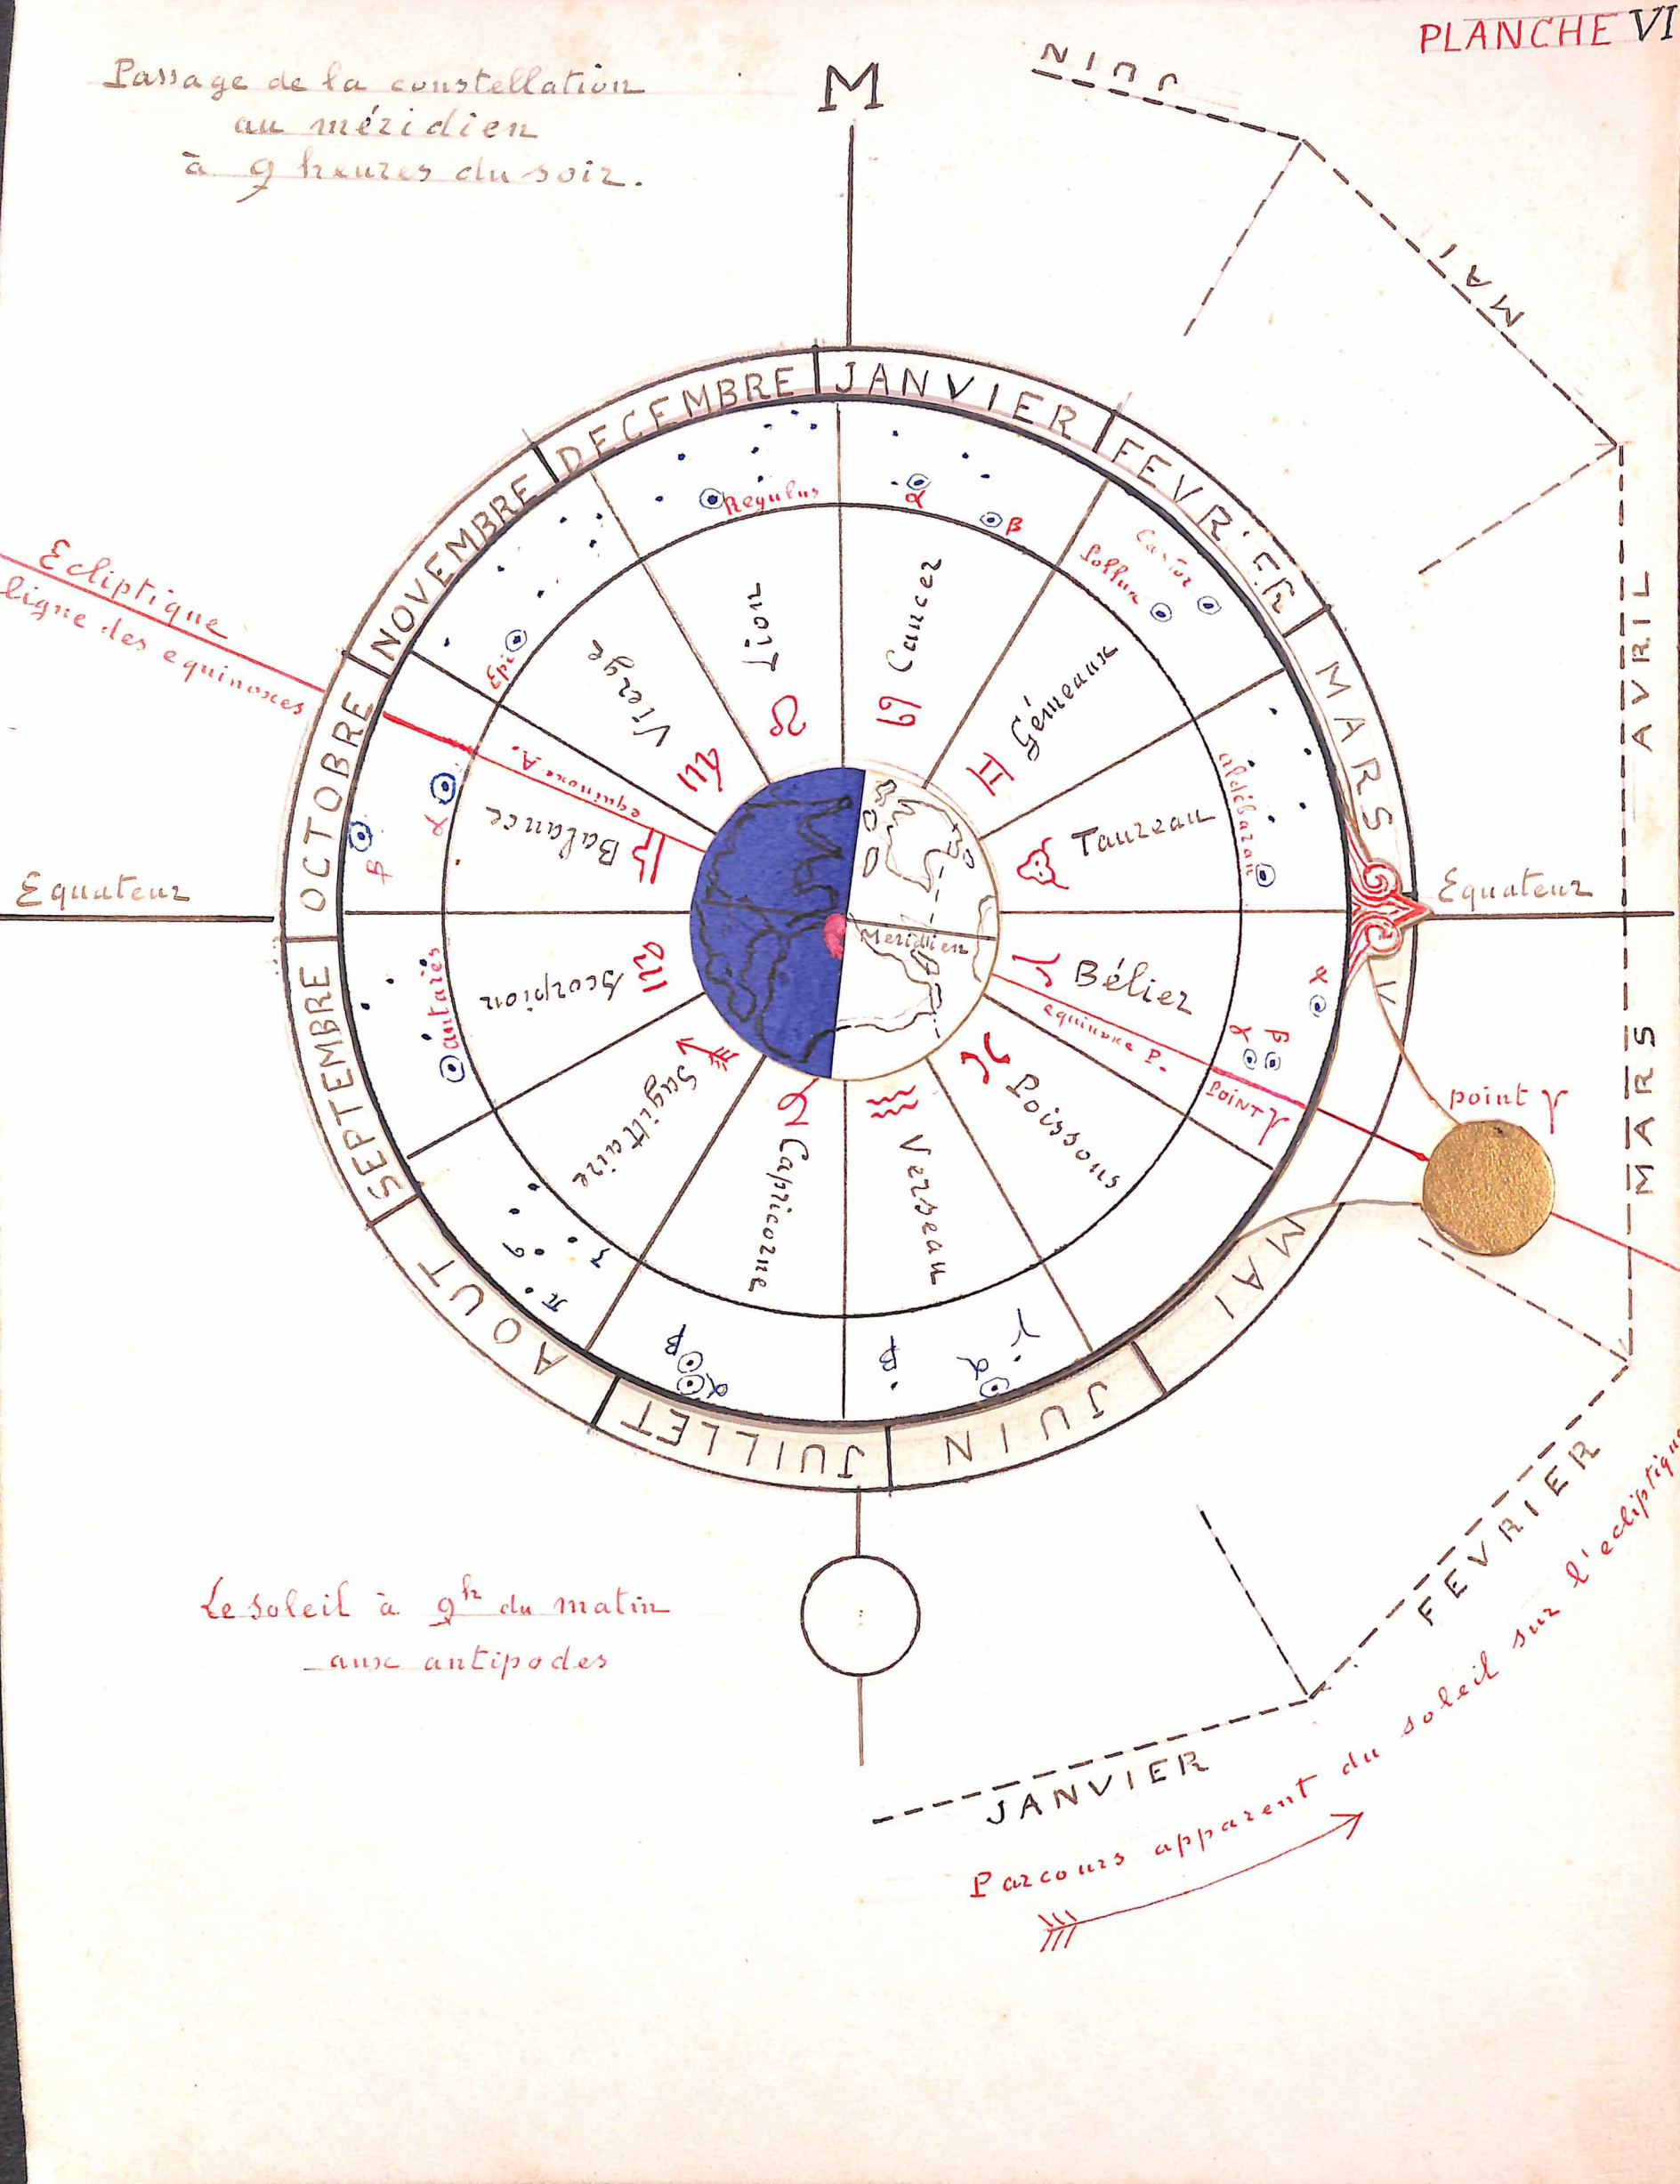 PLANCHE VI
Passage de la constellation
au méridien
à 9 heures du soir.
M
JUIN
MAI
AVRIL
MARS
FEVRIER
JANVIER
JANVIER
FEVRIER
MARS
AV
MAI
JUIN
JUILLET
AOUT
SEPTEMBRE
OCTOBRE
NOVEMBRE
DECEMBRE
Ecliptique
ligne des equinoxes
Equateur
Equateur
Regulus
α
β
Castor
Pollux
aldébaran
α
β
γ
POINT ♈
point ♈
γ
α
β
β
α
π
antarès
β
α
Epi
Cancer
♋
Gémeaux
♊
Taureau
♉
Bélier
♈
equinoxe P.
Poissons
♓
Verseau
♒
Capricorne
♑
Sagittaire
♐
Scorpion
♏
Balance
♎
equinoxe A.
Vierge
♍
Lion
♌
Meridien
Le soleil à 9h du matin
aux antipodes
Parcours apparent du soleil sur l'ecliptique